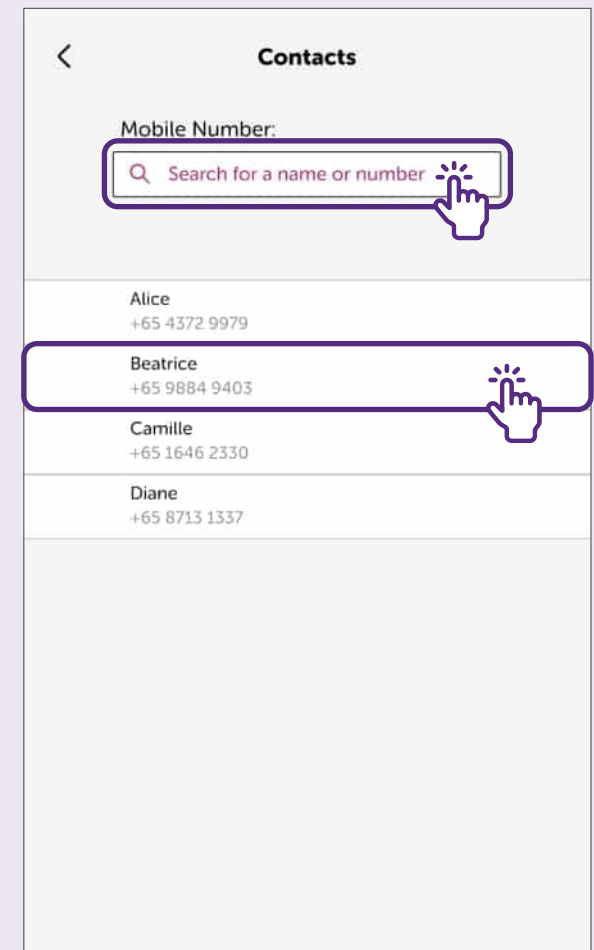 Contacts
Mobile Number:
Search for a name or number
Alice
+65 4372 9979
Beatrice
+65 9884 9403
Camille
+65 1646 2330
Diane
+65 8713 1337